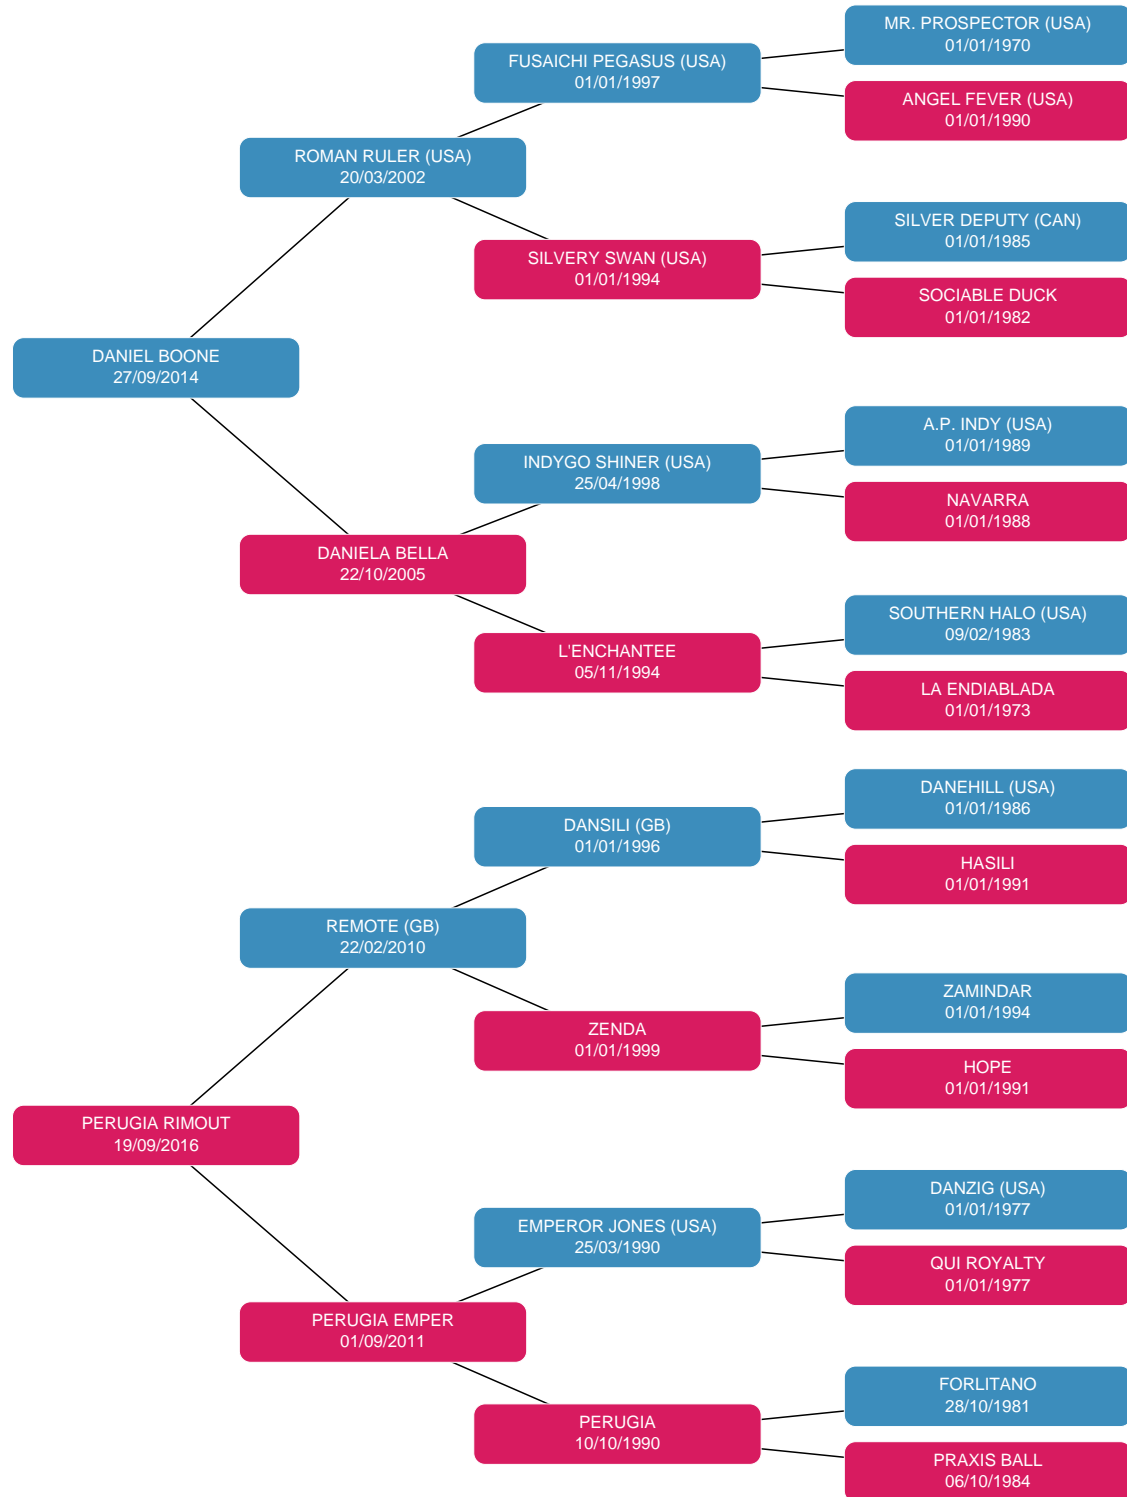 MR. PROSPECTOR (USA)
01/01/1970
FUSAICHI PEGASUS (USA)
01/01/1997
ANGEL FEVER (USA)
01/01/1990
ROMAN RULER (USA)
20/03/2002
SILVER DEPUTY (CAN)
01/01/1985
SILVERY SWAN (USA)
01/01/1994
SOCIABLE DUCK
01/01/1982
DANIEL BOONE
27/09/2014
A.P. INDY (USA)
01/01/1989
INDYGO SHINER (USA)
25/04/1998
NAVARRA
01/01/1988
DANIELA BELLA
22/10/2005
SOUTHERN HALO (USA)
09/02/1983
L'ENCHANTEE
05/11/1994
LA ENDIABLADA
01/01/1973
DANEHILL (USA)
01/01/1986
DANSILI (GB)
01/01/1996
HASILI
01/01/1991
REMOTE (GB)
22/02/2010
ZAMINDAR
01/01/1994
ZENDA
01/01/1999
HOPE
01/01/1991
PERUGIA RIMOUT
19/09/2016
DANZIG (USA)
01/01/1977
EMPEROR JONES (USA)
25/03/1990
QUI ROYALTY
01/01/1977
PERUGIA EMPER
01/09/2011
FORLITANO
28/10/1981
PERUGIA
10/10/1990
PRAXIS BALL
06/10/1984